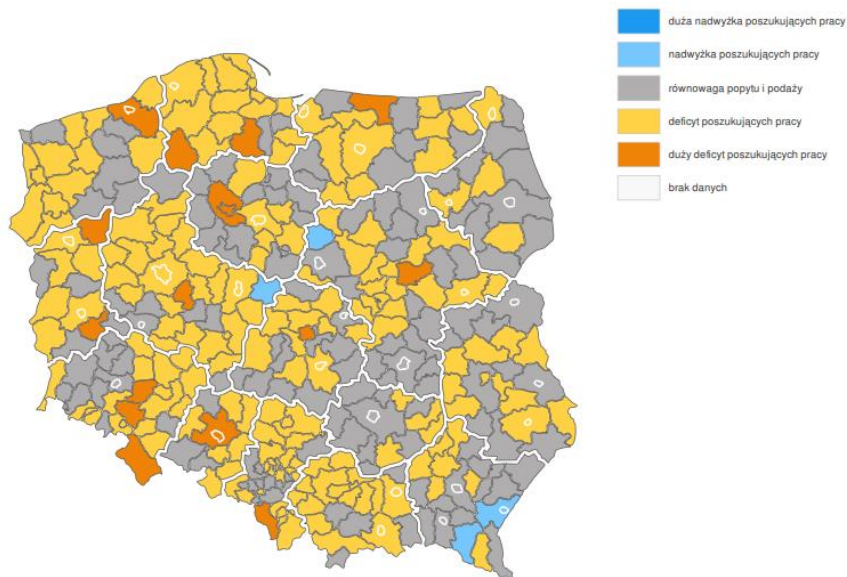 duża nadwyżka poszukujących pracy
nadwyżka poszukujących pracy
równowaga popytu i podaży
deficyt poszukujących pracy
duży deficyt poszukujących pracy
brak danych